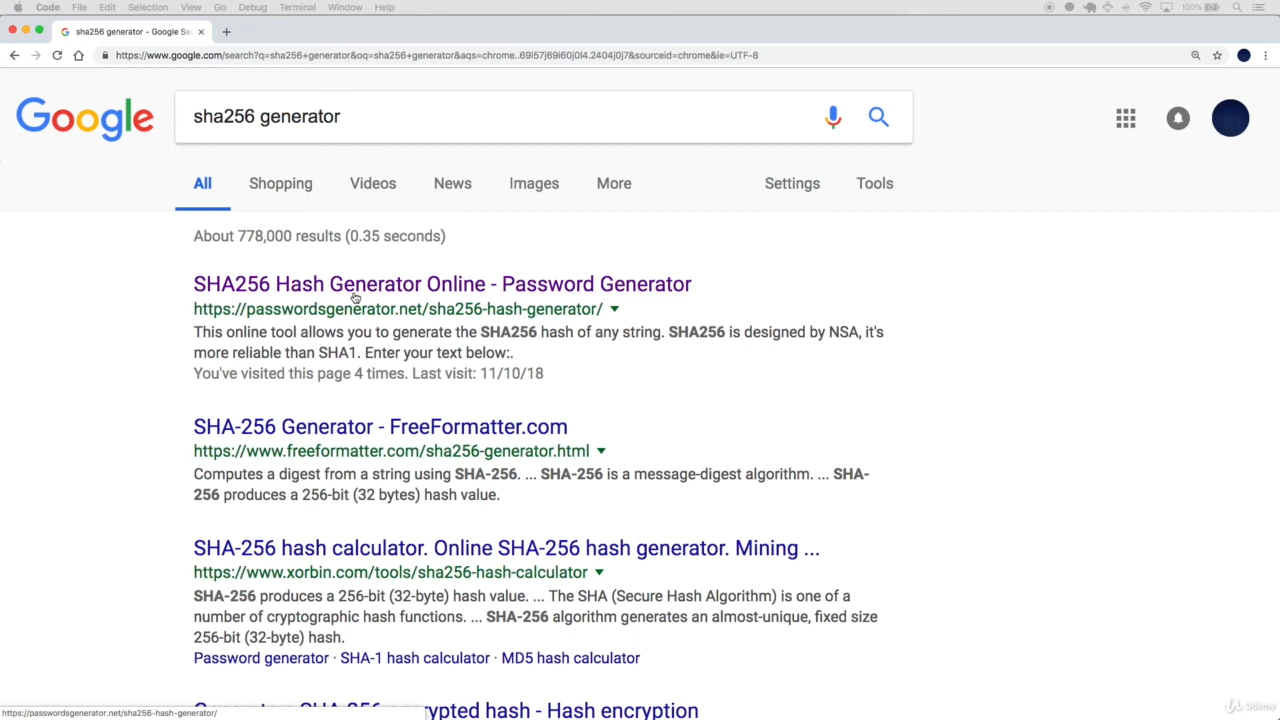 Code File Edit Selection View Go Debug Terminal Window Help 100%
sha256 generator - Google Se
https://www.google.com/search?q=sha256+generator&oq=sha256+generator&aqs=chrome..69i57j69i60j0l4.2404j0j7&sourceid=chrome&ie=UTF-8
Google
sha256 generator
All Shopping Videos News Images More Settings Tools
About 778,000 results (0.35 seconds)
SHA256 Hash Generator Online - Password Generator
https://passwordsgenerator.net/sha256-hash-generator/
This online tool allows you to generate the SHA256 hash of any string. SHA256 is designed by NSA, it's
more reliable than SHA1. Enter your text below:.
You've visited this page 4 times. Last visit: 11/10/18
SHA-256 Generator - FreeFormatter.com
https://www.freeformatter.com/sha256-generator.html
Computes a digest from a string using SHA-256. ... SHA-256 is a message-digest algorithm. ... SHA-
256 produces a 256-bit (32 bytes) hash value.
SHA-256 hash calculator. Online SHA-256 hash generator. Mining ...
https://www.xorbin.com/tools/sha256-hash-calculator
SHA-256 produces a 256-bit (32-byte) hash value. ... The SHA (Secure Hash Algorithm) is one of a
number of cryptographic hash functions. ... SHA-256 algorithm generates an almost-unique, fixed size
256-bit (32-byte) hash.
Password generator · SHA-1 hash calculator · MD5 hash calculator
encrypted hash - Hash encryption
https://passwordsgenerator.net/sha256-hash-generator/
Udemy